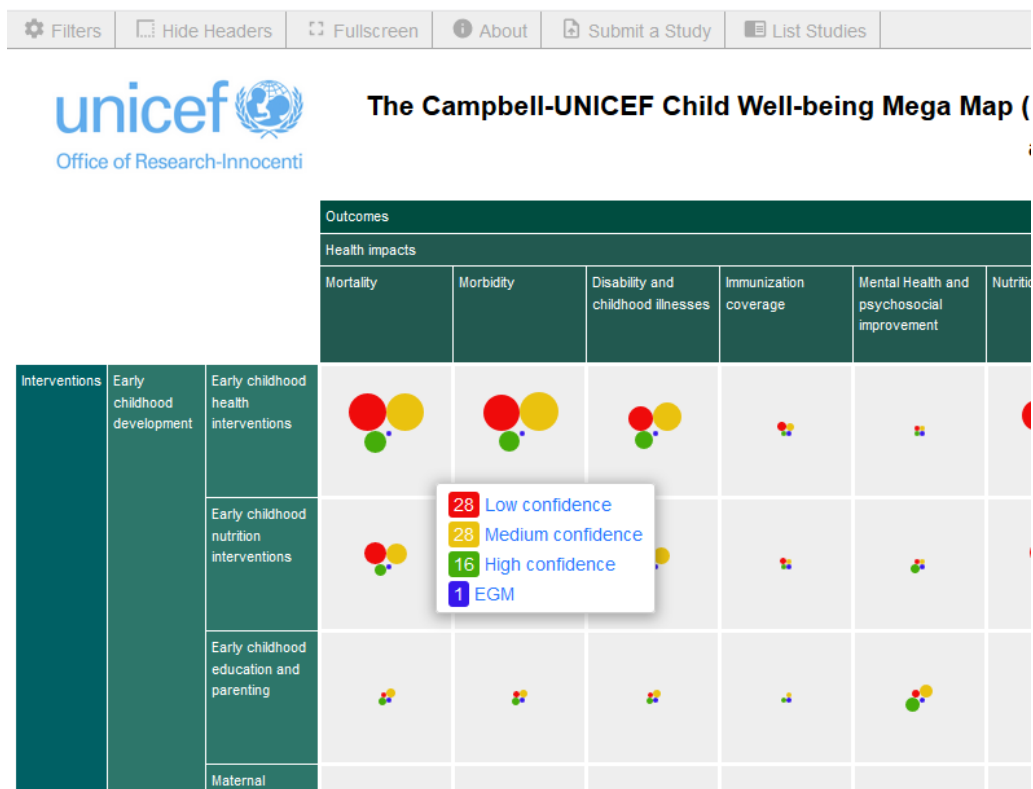 Filters
Hide Headers
Fullscreen
About
Submit a Study
List Studies
unicef
Office of Research-Innocenti
The Campbell-UNICEF Child Well-being Mega Map (
a
Outcomes
Health impacts
Mortality
Morbidity
Disability and
childhood illnesses
Immunization
coverage
Mental Health and
psychosocial
improvement
Nutritio
Interventions
Early
childhood
development
Early childhood
health
interventions
28 Low confidence
28 Medium confidence
16 High confidence
1 EGM
Early childhood
nutrition
interventions
Early childhood
education and
parenting
Maternal